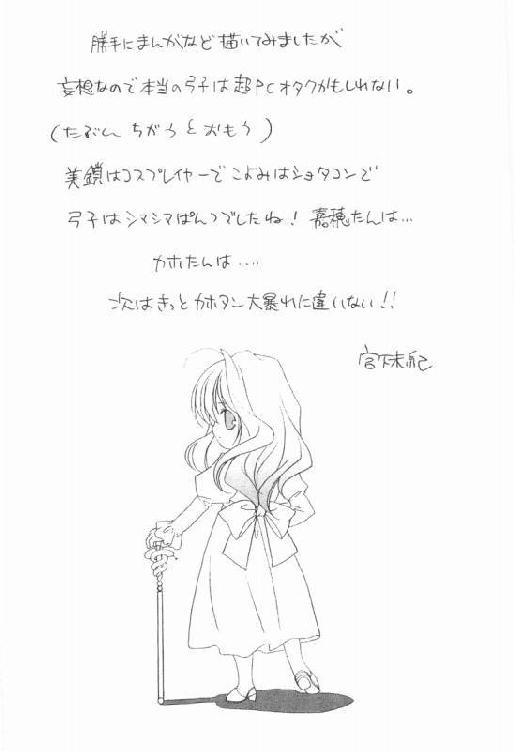 勝手にまんがなど描いてみましたが
妄想なので本当の弓子は超PCオタクかもしれない。
(たぶん ちがうとおもう)
美鎖はコスプレイヤーで こよみはショタコンで
弓子はシマシマぱんつでしたね! 嘉穂たんは…
カホたんは‥‥
次はきっとカホタン大暴れに違いない!!
宮下未紀